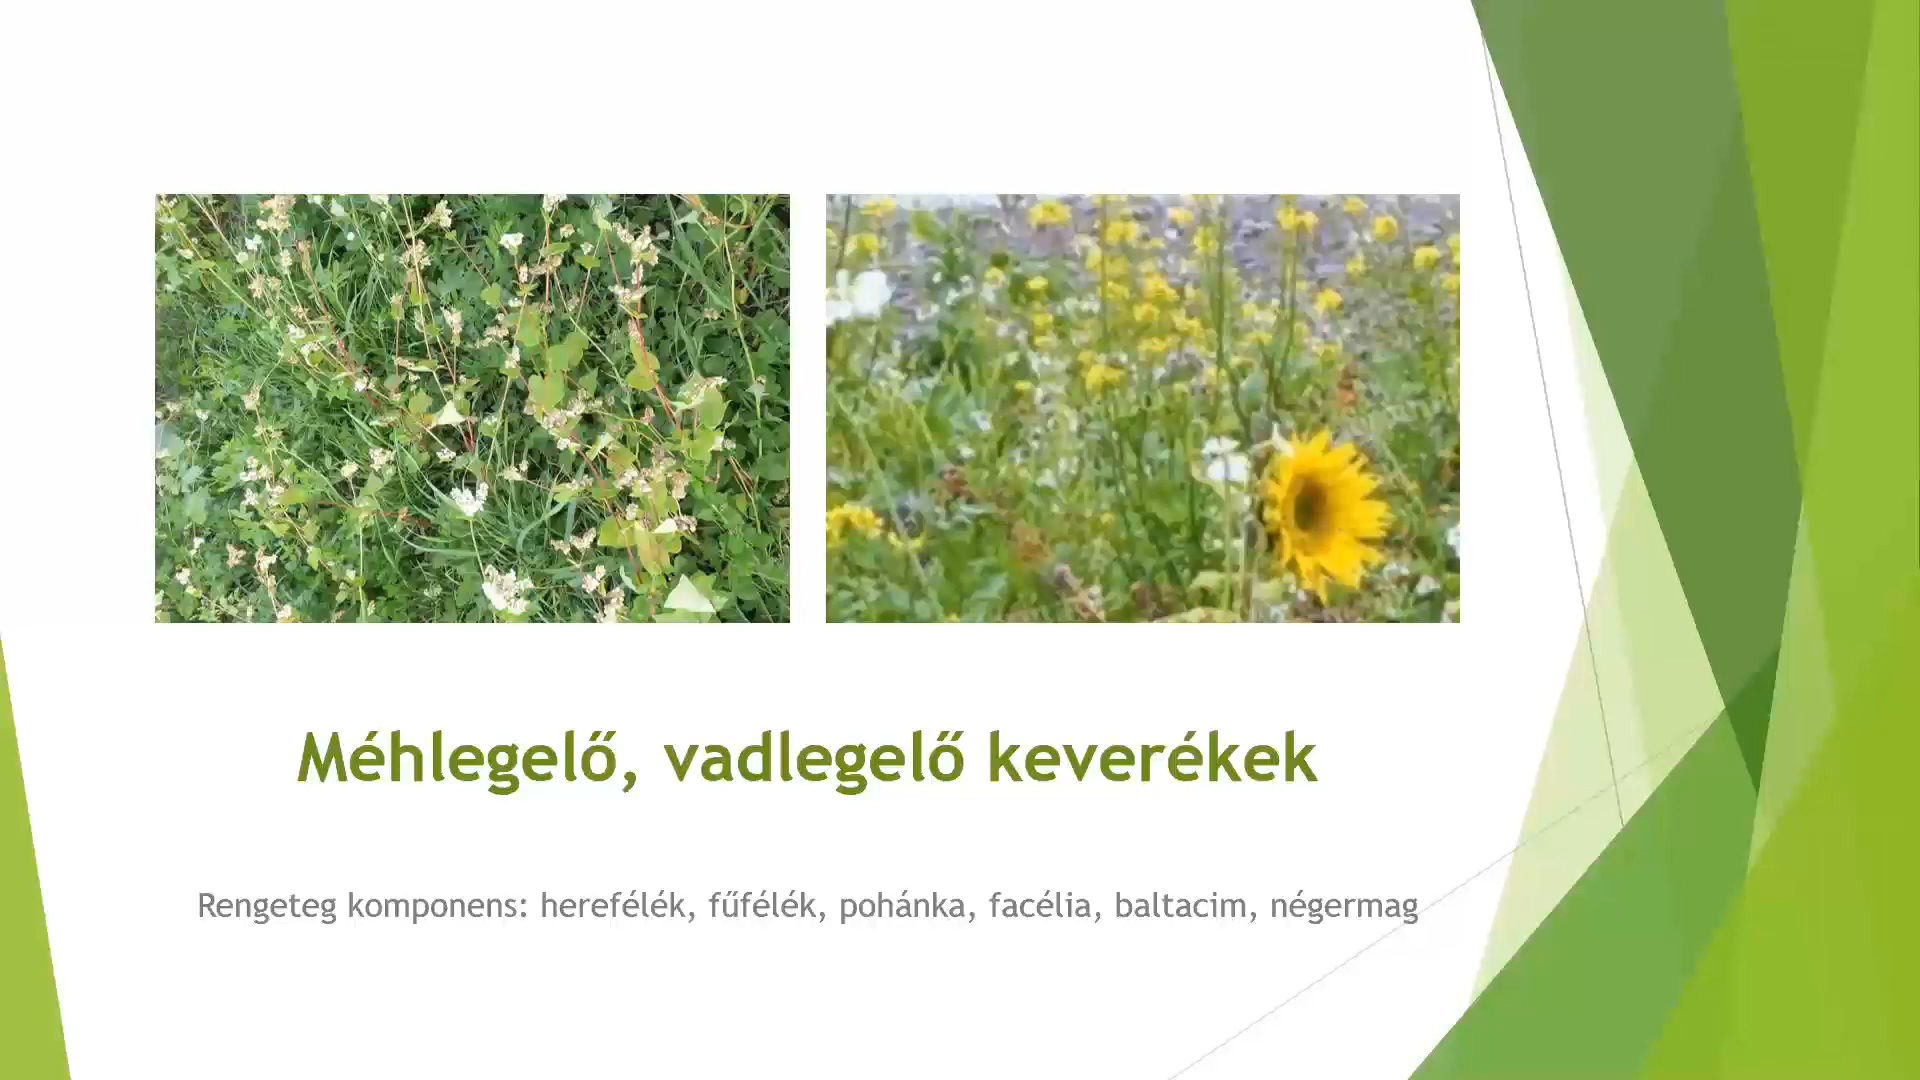 Méhlegelő, vadlegelő keverékek
Rengeteg komponens: herefélék, fűfélék, pohánka, facélia, baltacim, négermag